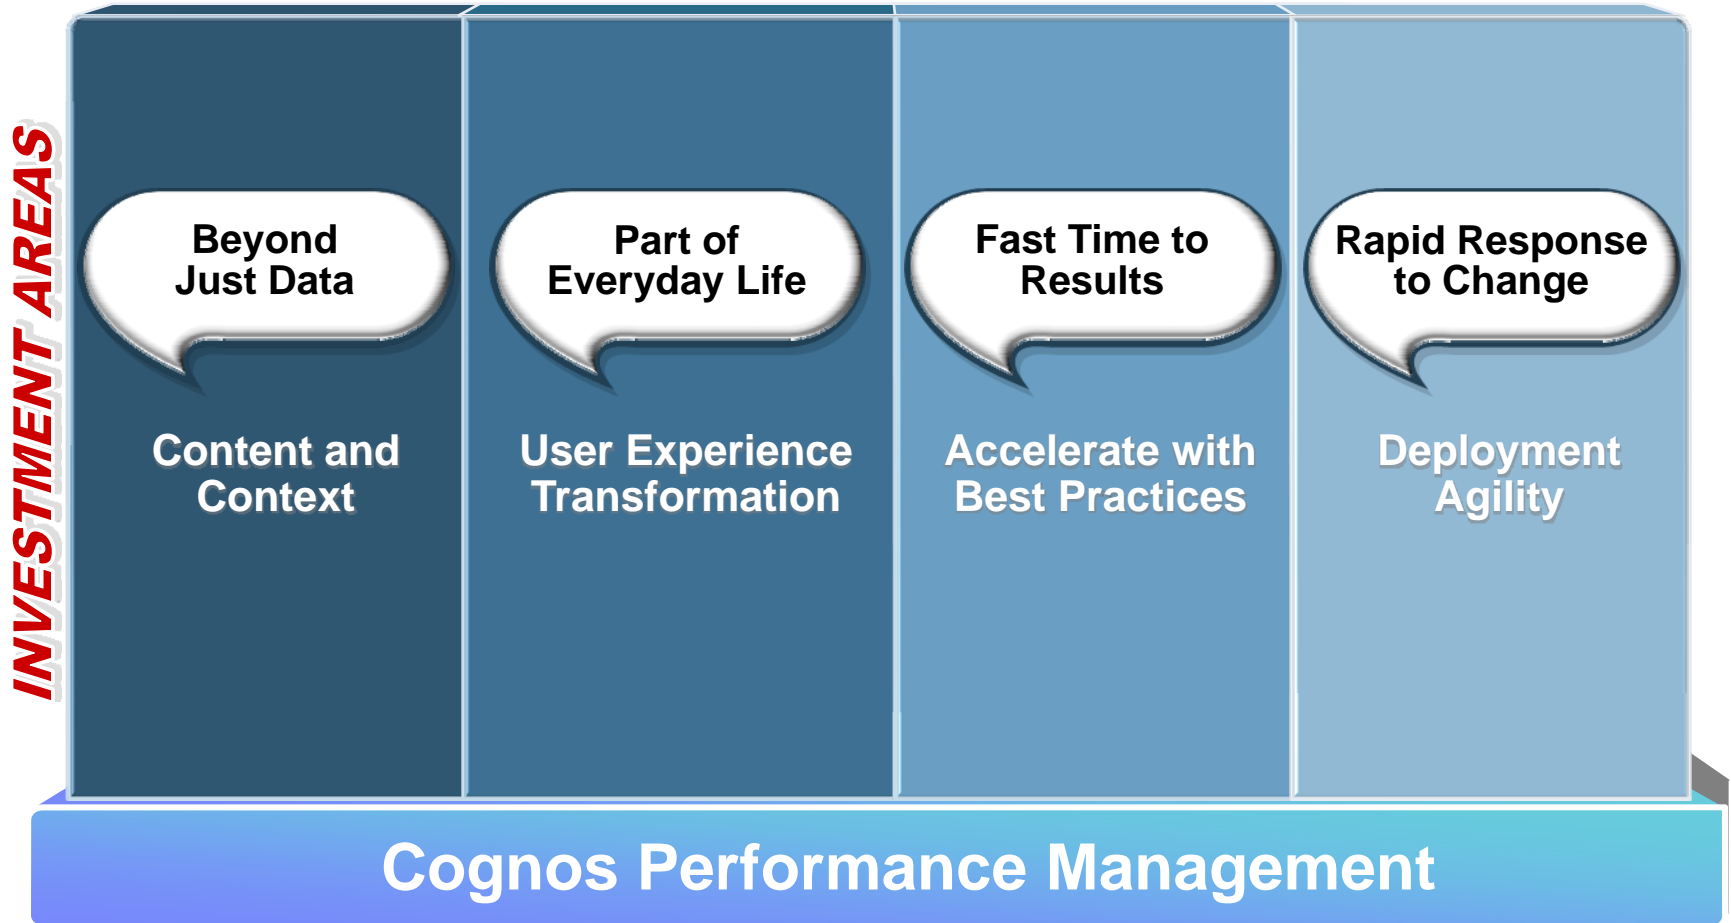 INVESTMENT AREAS
Beyond
Just Data
Content and
Context
Part of
Everyday Life
User Experience
Transformation
Fast Time to
Results
Accelerate with
Best Practices
Rapid Response
to Change
Deployment
Agility
Cognos Performance Management